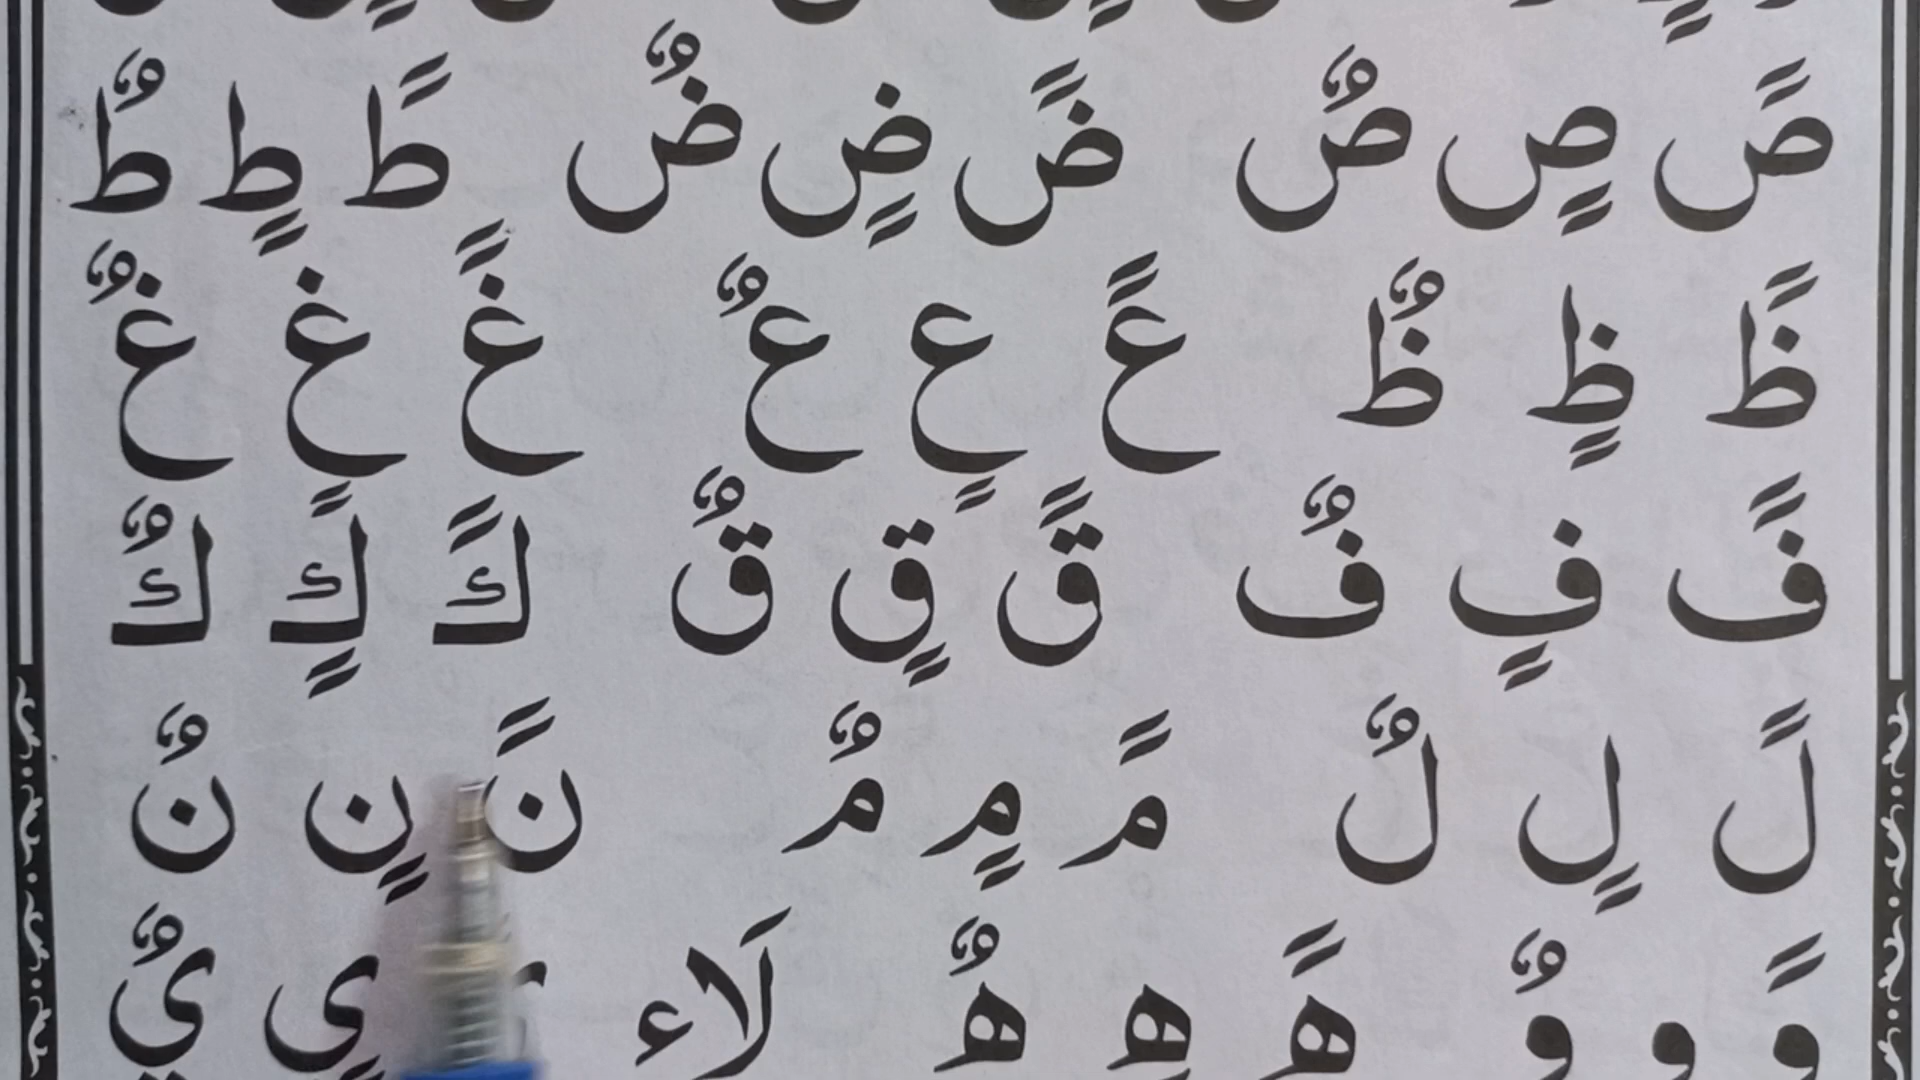 صً صٍ صٌ ضً ضٍ ضٌ طً طٍ طٌ
ظً ظٍ ظٌ عً عٍ عٌ غً غٍ غٌ
فً فٍ فٌ قً قٍ قٌ كً كٍ كٌ
لً لٍ لٌ مً مٍ مٌ نً نٍ نٌ
وً و وٌ هً ه هٌ لَاء ي يٌ